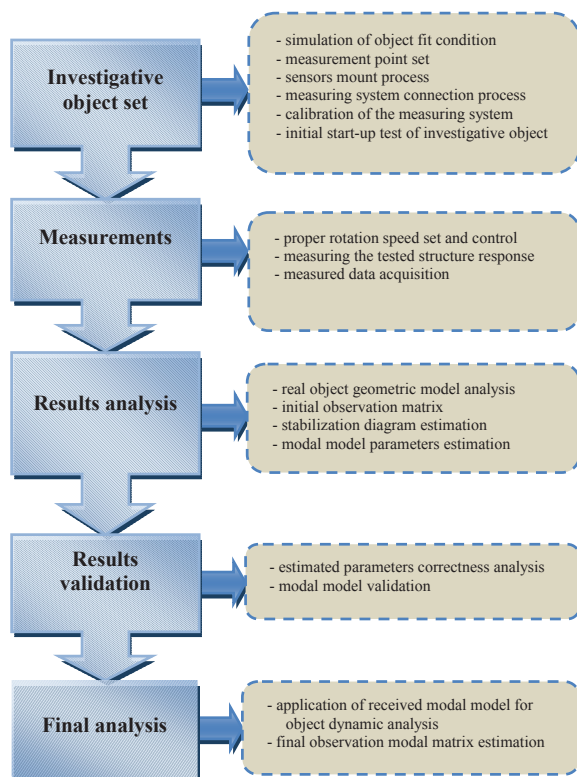 Investigative
object set
- simulation of object fit condition
- measurement point set
- sensors mount process
- measuring system connection process
- calibration of the measuring system
- initial start-up test of investigative object
Measurements
- proper rotation speed set and control
- measuring the tested structure response
- measured data acquisition
Results analysis
- real object geometric model analysis
- initial observation matrix
- stabilization diagram estimation
- modal model parameters estimation
Results
validation
- estimated parameters correctness analysis
- modal model validation
Final analysis
- application of received modal model for
object dynamic analysis
- final observation modal matrix estimation